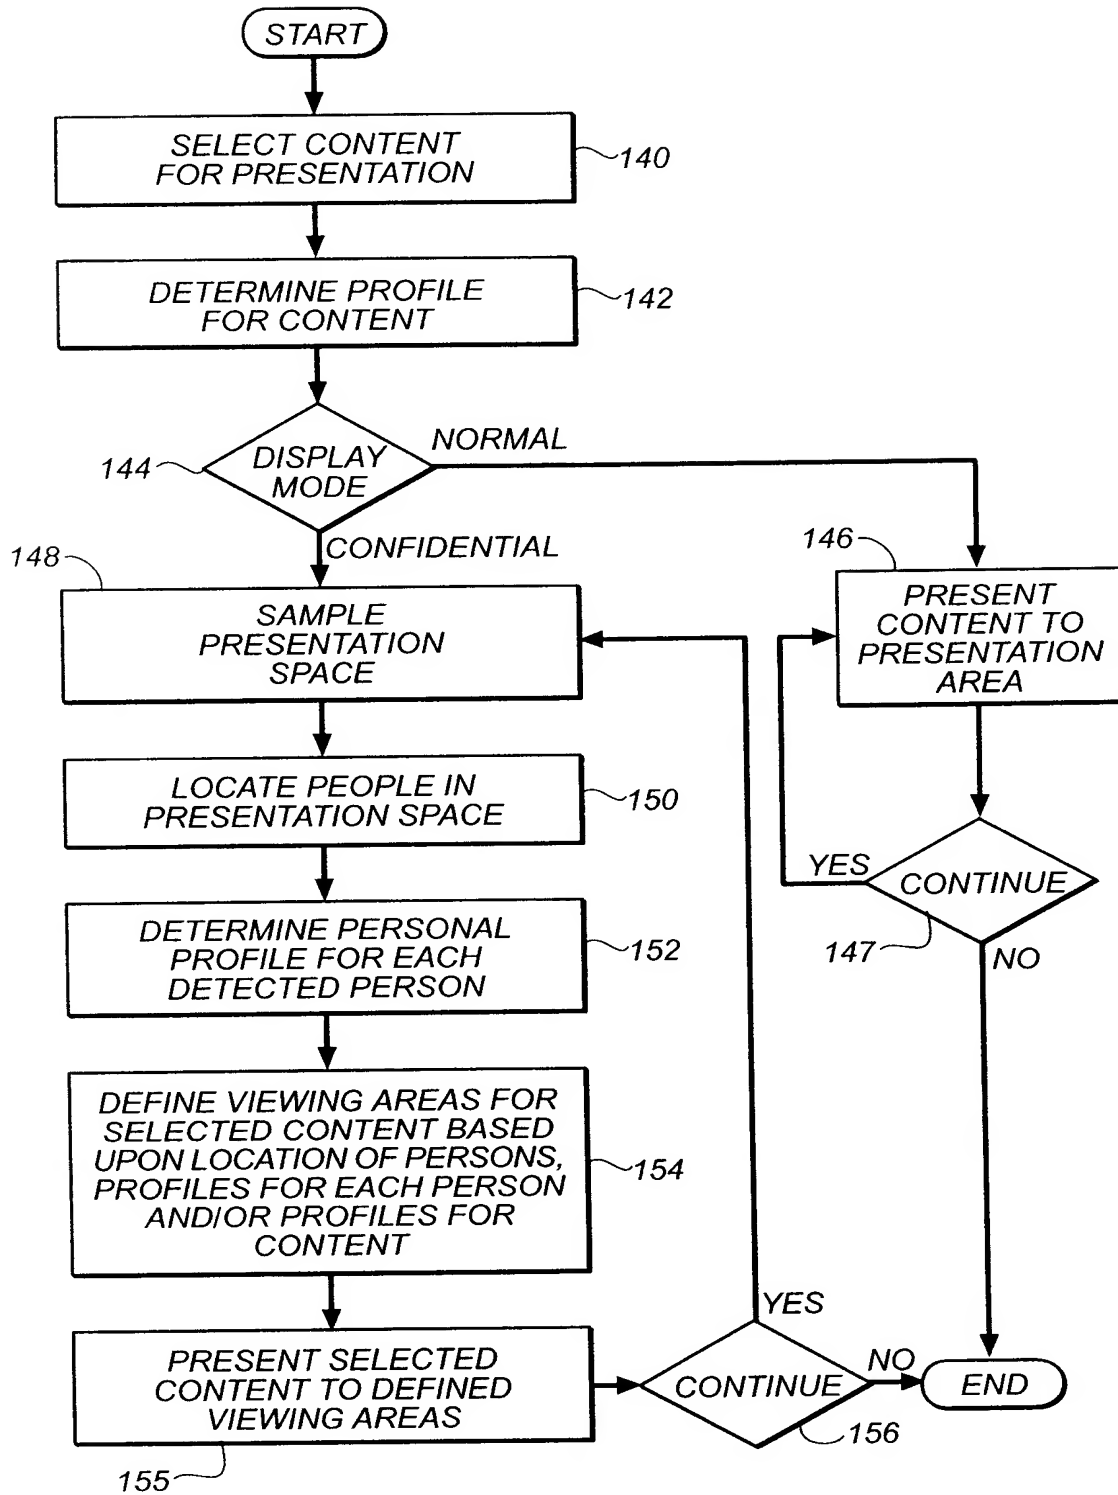 START
SELECT CONTENT
FOR PRESENTATION
140
DETERMINE PROFILE
FOR CONTENT
142
144
DISPLAY
MODE
NORMAL
CONFIDENTIAL
148
SAMPLE
PRESENTATION
SPACE
146
PRESENT
CONTENT TO
PRESENTATION
AREA
LOCATE PEOPLE IN
PRESENTATION SPACE
150
YES
CONTINUE
147
NO
DETERMINE PERSONAL
PROFILE FOR EACH
DETECTED PERSON
152
DEFINE VIEWING AREAS FOR
SELECTED CONTENT BASED
UPON LOCATION OF PERSONS,
PROFILES FOR EACH PERSON
AND/OR PROFILES FOR
CONTENT
154
PRESENT SELECTED
CONTENT TO DEFINED
VIEWING AREAS
155
YES
CONTINUE
156
NO
END